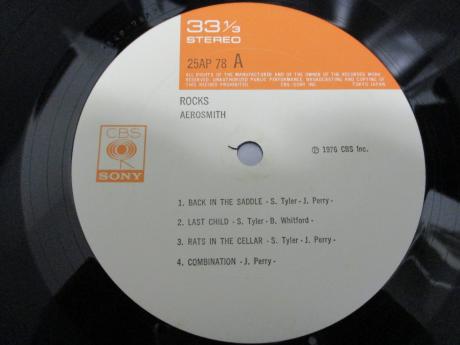 33 1/3
STEREO
25AP 78 A
ALL RIGHTS OF THE MANUFACTURER AND OF THE OWNER OF THE RECORDED WORK
RESERVED. UNAUTHORIZED PUBLIC PERFORMANCE, BROADCASTING AND COPYING OF
THIS RECORD PROHIBITED. CBS/SONY INC. TOKYO JAPAN
ROCKS
AEROSMITH
CBS
SONY
℗ 1976 CBS Inc.
1. BACK IN THE SADDLE - S. Tyler - J. Perry -
2. LAST CHILD - S. Tyler - B. Whitford -
3. RATS IN THE CELLAR - S. Tyler - J. Perry -
4. COMBINATION - J. Perry -